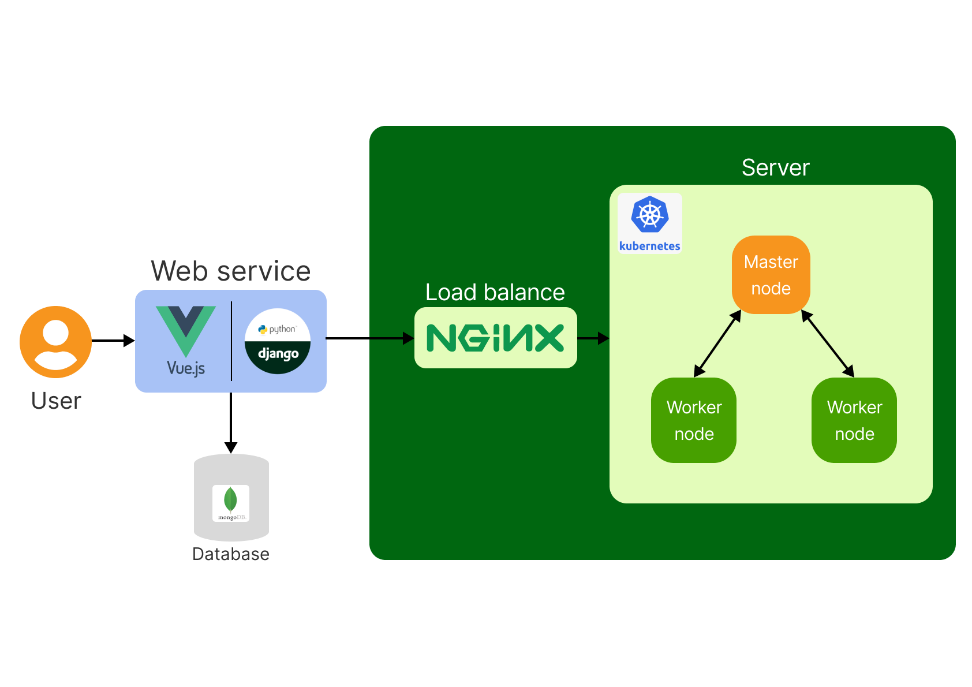 Server
kubernetes
Master
node
Web service
Load balance
Vue.js
python
django
NGINX
User
Worker
node
Worker
node
mongoDB
Database